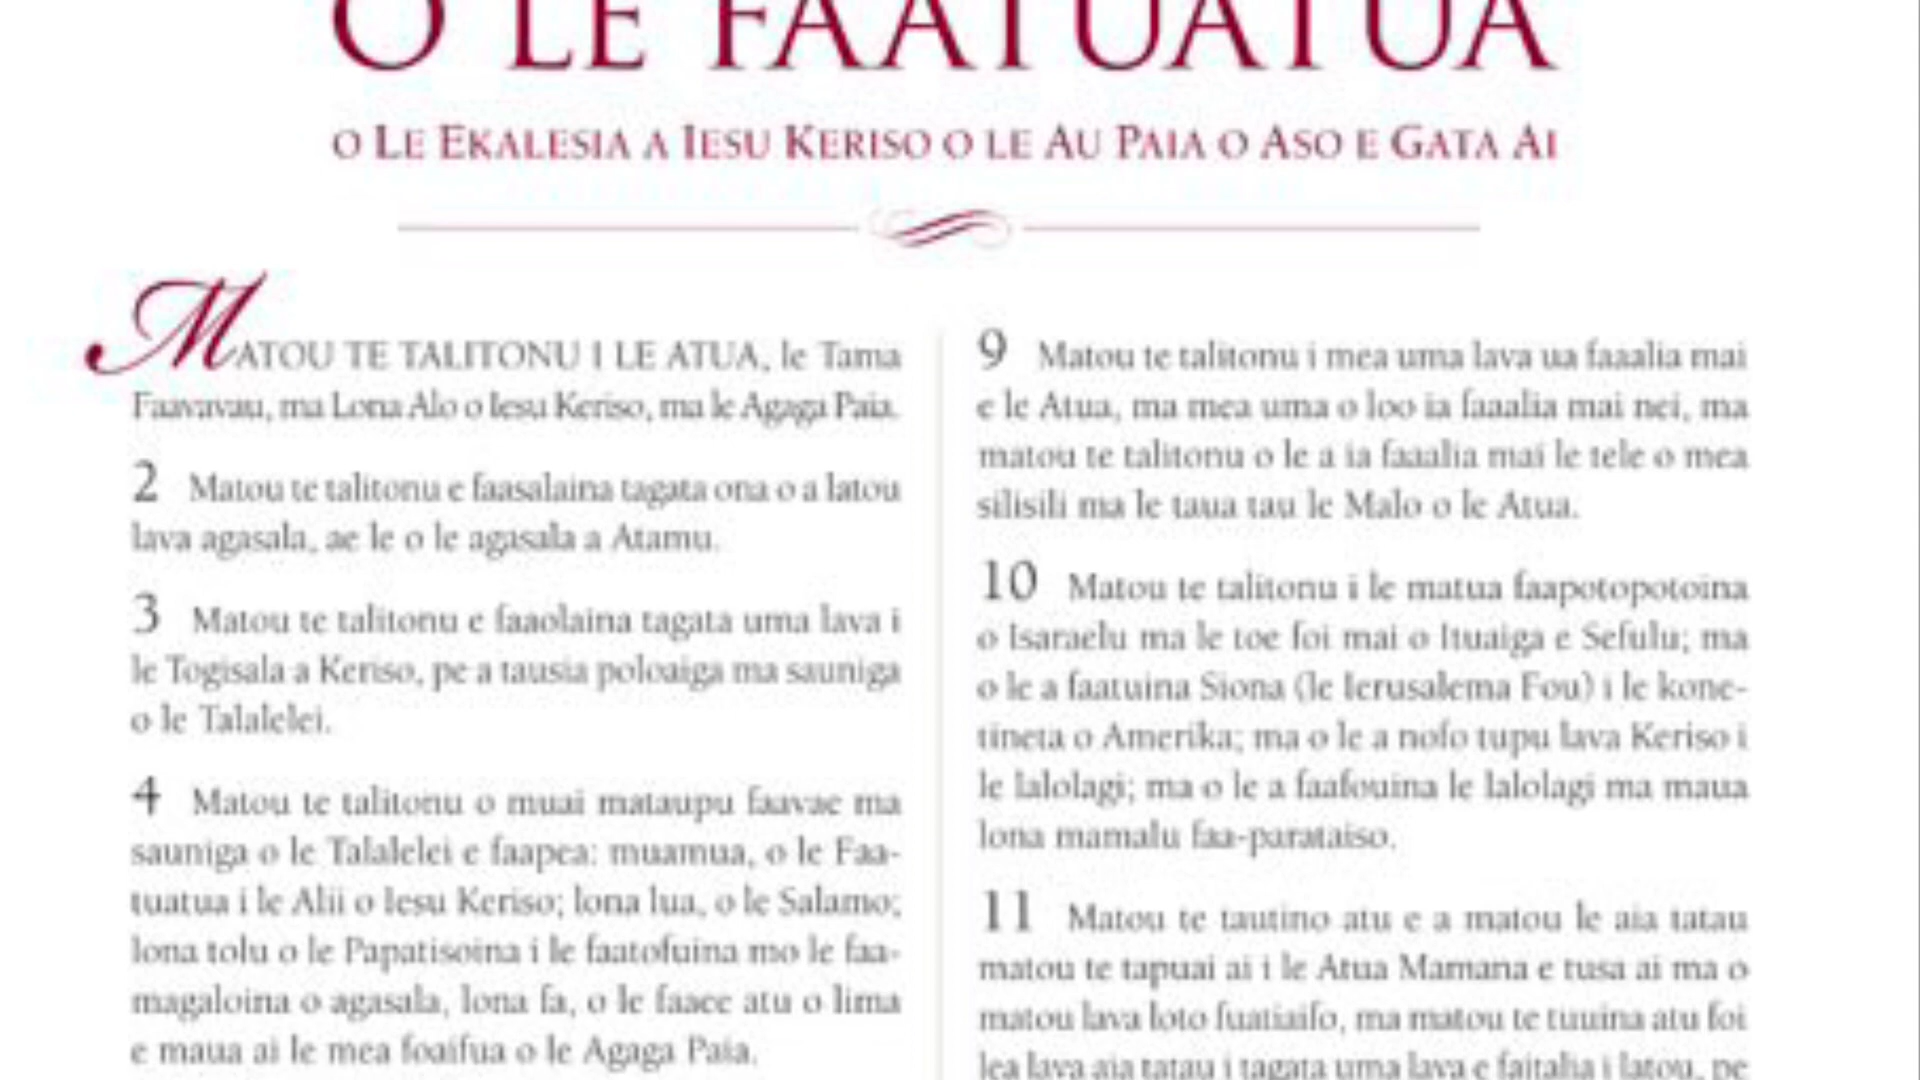 O LE FAATUATUA
O LE EKALESIA A IESU KERISO O LE AU PAIA O ASO E GATA AI
MATOU TE TALITONU I LE ATUA, le Tama
Faavavau, ma Lona Alo o Iesu Keriso, ma le Agaga Paia.
2 Matou te talitonu e faasalaina tagata ona o a latou
lava agasala, ae le o le agasala a Atamu.
3 Matou te talitonu e faaolaina tagata uma lava i
le Togisala a Keriso, pe a tausia poloaiga ma sauniga
o le Talalelei.
4 Matou te talitonu o muai mataupu faavae ma
sauniga o le Talalelei e faapea: muamua, o le Faa-
tuatua i le Alii o Iesu Keriso; lona lua, o le Salamo;
lona tolu o le Papatisoina i le faatofuina mo le faa-
magaloina o agasala, lona fa, o le faaee atu o lima
e maua ai le mea foaifua o le Agaga Paia.
9 Matou te talitonu i mea uma lava ua faaalia mai
e le Atua, ma mea uma o loo ia faaalia mai nei, ma
matou te talitonu o le a ia faaalia mai le tele o mea
silisili ma le taua tau le Malo o le Atua.
10 Matou te talitonu i le matua faapotopotoina
o Isaraelu ma le toe foi mai o Ituaiga e Sefulu; ma
o le a faatuina Siona (le Ierusalema Fou) i le kone-
tineta o Amerika; ma o le a nofo tupu lava Keriso i
le lalolagi; ma o le a faafouina le lalolagi ma maua
lona mamalu faa-parataiso.
11 Matou te tautino atu e a matou le aia tatau
matou te tapuai ai i le Atua Mamana e tusa ai ma o
matou lava loto fuatiaifo, ma matou te tuuina atu foi
lea lava aia tatau i tagata uma lava e faitalia i latou, pe